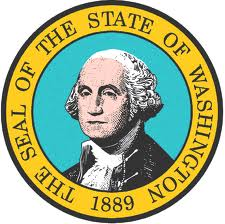 THE SEAL OF THE STATE OF WASHINGTON
1889